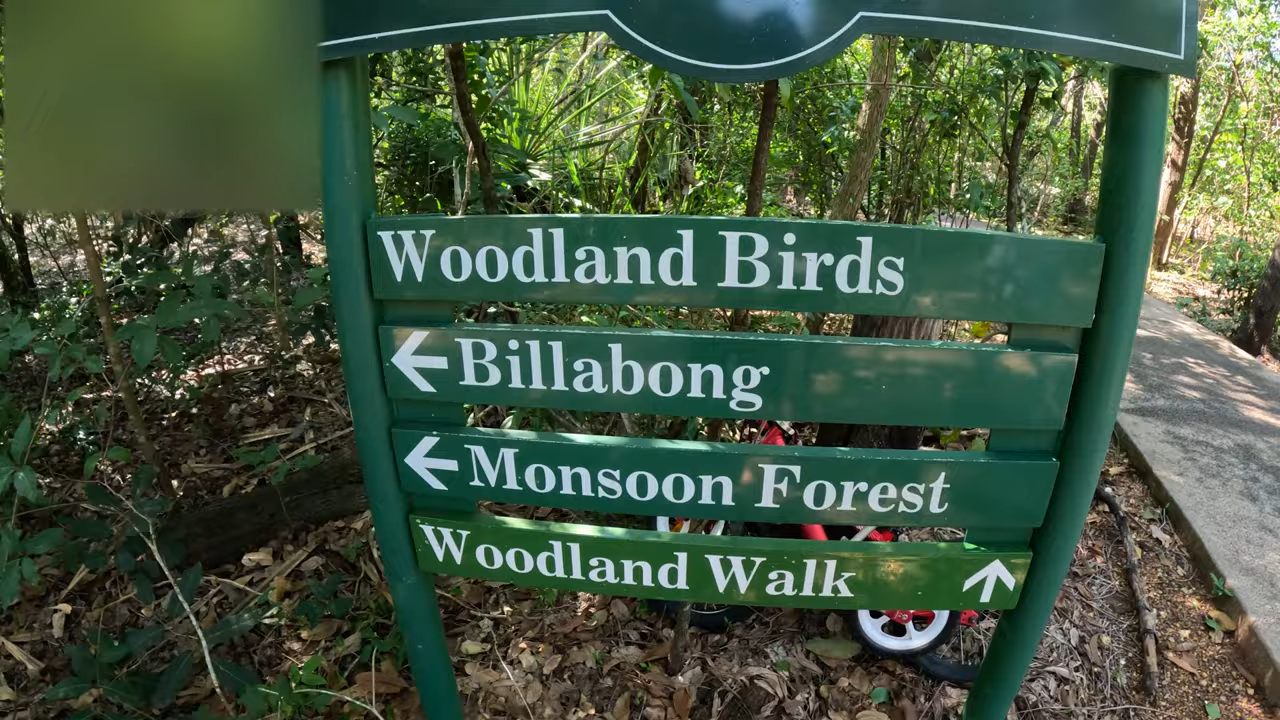 Woodland Birds
← Billabong
← Monsoon Forest
Woodland Walk ↑